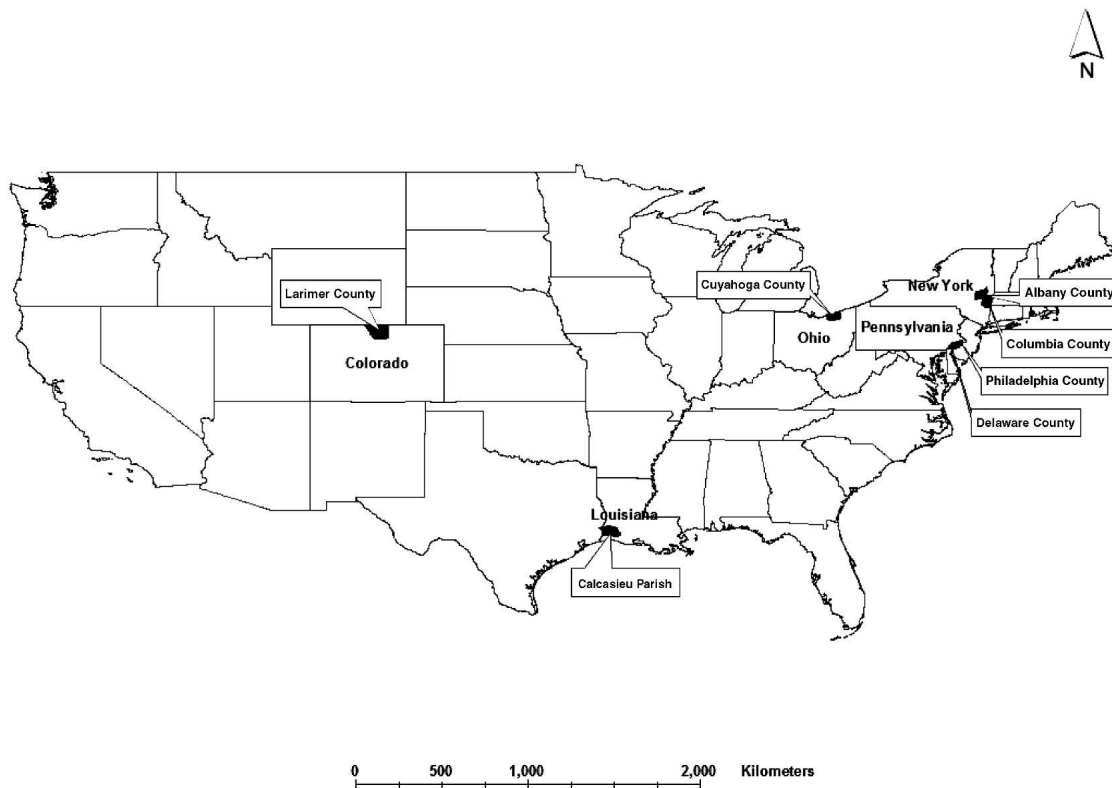 N
Larimer County
Cuyahoga County
New York
Albany County
Ohio
Pennsylvania
Columbia County
Colorado
Philadelphia County
Delaware County
Louisiana
Calcasieu Parish
0 500 1,000 2,000 Kilometers